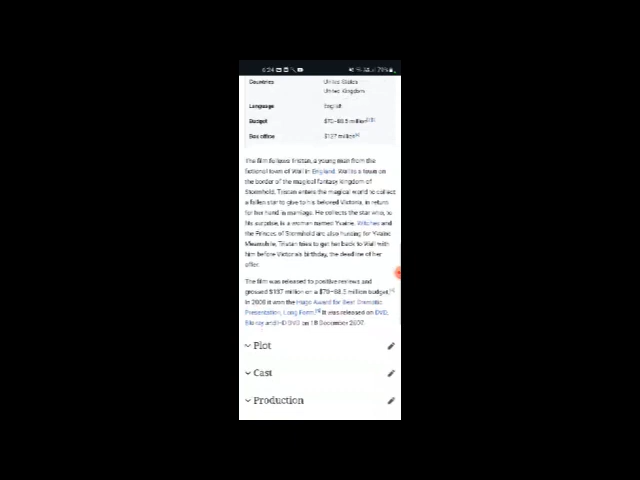 6:24 79%
Countries United States
United Kingdom
Language English
Budget $70–88.5 million
Box office $137 million
The film follows Tristan, a young man from the
fictional town of Wall in England. Wall is a town on
the border of the magical fantasy kingdom of
Stormhold. Tristan enters the magical world to collect
a fallen star to give to his beloved Victoria, in return
for her hand in marriage. He collects the star who, to
his surprise, is a woman named Yvaine. Witches and
the Princes of Stormhold are also hunting for Yvaine.
Meanwhile, Tristan tries to get her back to Wall with
him before Victoria's birthday, the deadline of her
offer.
The film was released to positive reviews and
grossed $137 million on a $70–88.5 million budget.
In 2008 it won the Hugo Award for Best Dramatic
Presentation, Long Form. It was released on DVD,
Blu-ray and HD DVD on 18 December 2007.
Plot
Cast
Production